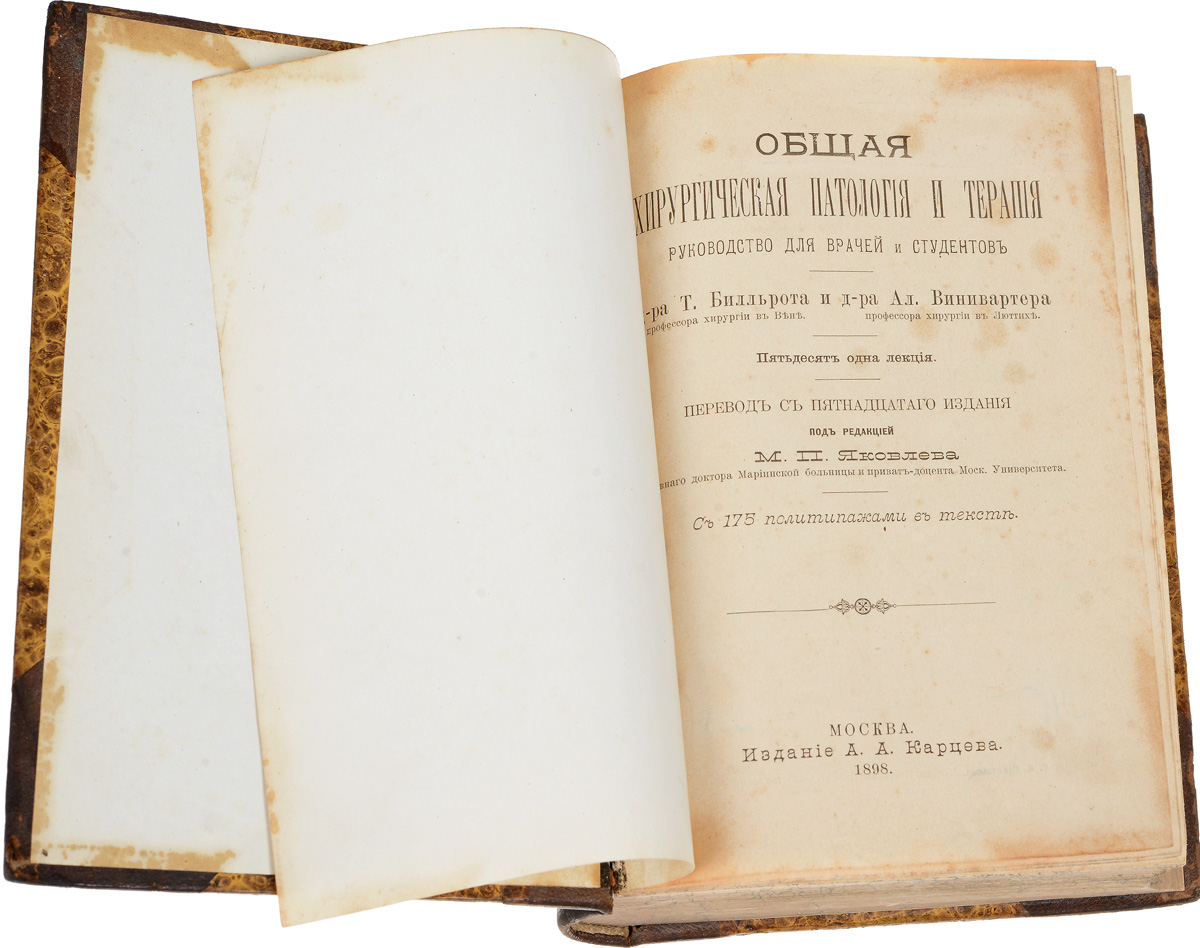 ОБЩАЯ
ХИРУРГИЧЕСКАЯ ПАТОЛОГІЯ И ТЕРАПІЯ
РУКОВОДСТВО ДЛЯ ВРАЧЕЙ и СТУДЕНТОВЪ
-ра Т. Билльрота и д-ра Ал. Винивартера
профессора хирургіи въ Вѣнѣ. профессора хирургіи въ Люттихѣ.
Пятьдесятъ одна лекція.
ПЕРЕВОДЪ СЪ ПЯТНАДЦАТАГО ИЗДАНІЯ
ПОДЪ РЕДАКЦІЕЙ
М. П. Яковлева
доктора Маріинской больницы и приватъ-доцента Моск. Университета.
Съ 175 политипажами въ текстѣ.
МОСКВА.
Изданіе А. А. Карцева.
1898.